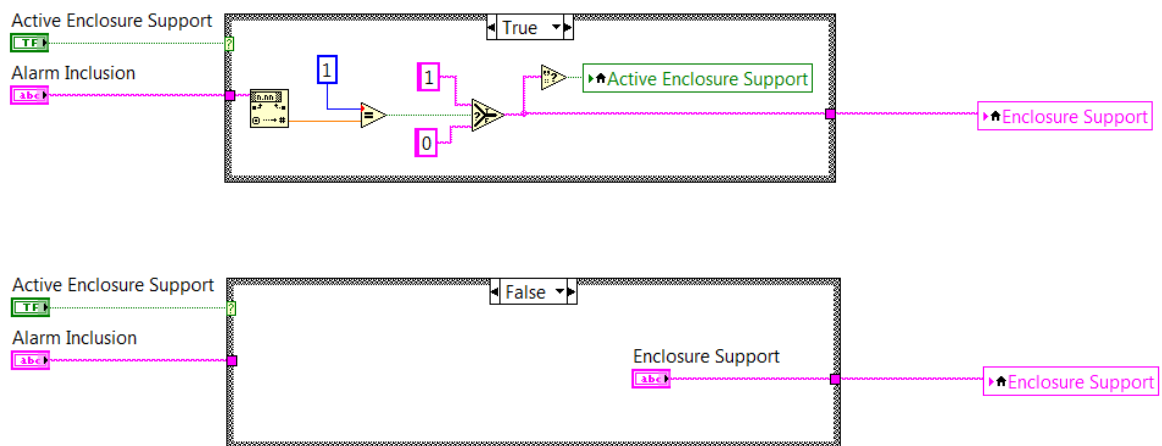 Active Enclosure Support
TF
Alarm Inclusion
abc
True
?
n.nn
#
1
=
1
0
?
T
F
?
Active Enclosure Support
Enclosure Support
Active Enclosure Support
TF
Alarm Inclusion
abc
False
?
Enclosure Support
abc
Enclosure Support